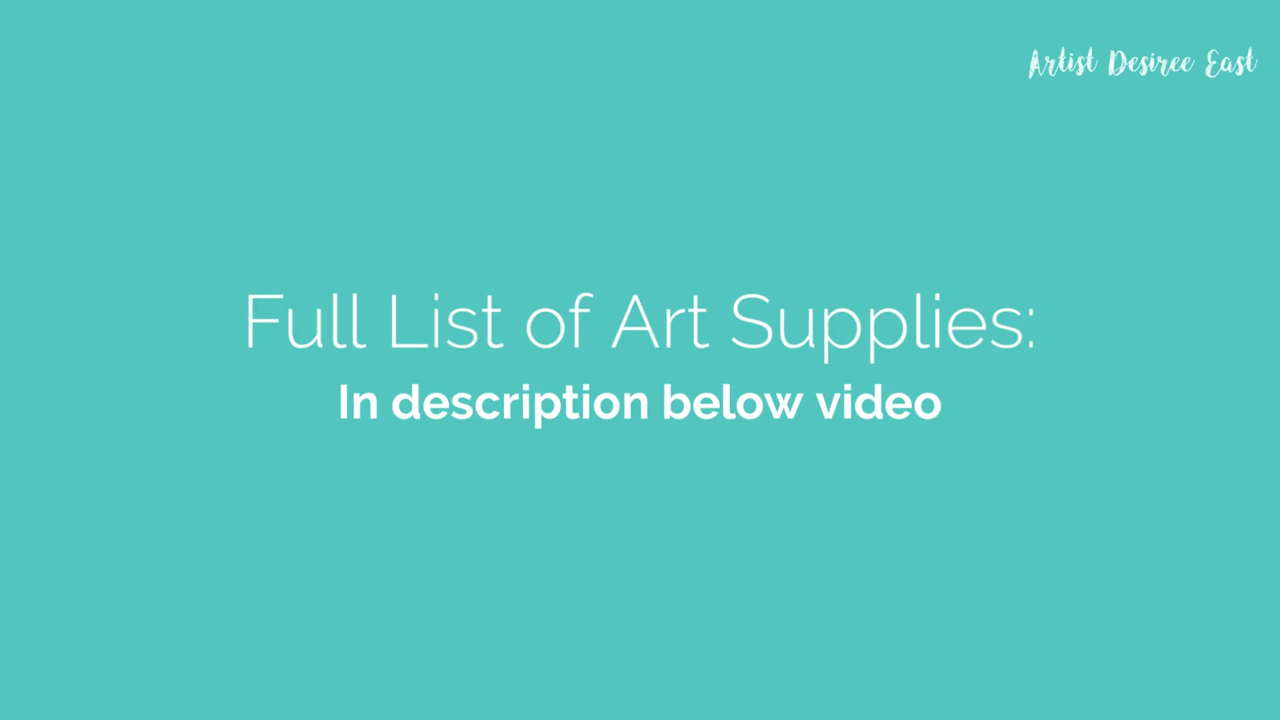 Artist Desiree East
Full List of Art Supplies:
In description below video